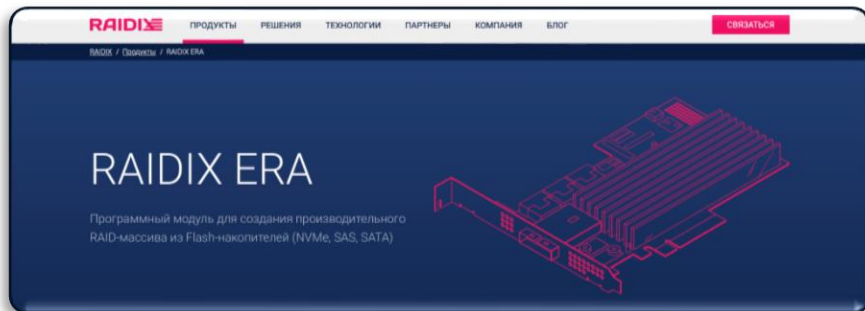 RAIDIX
ПРОДУКТЫ РЕШЕНИЯ ТЕХНОЛОГИИ ПАРТНЕРЫ КОМПАНИЯ БЛОГ СВЯЗАТЬСЯ
RAIDIX / Продукты / RAIDIX ERA
RAIDIX ERA
Программный модуль для создания производительного
RAID-массива из Flash-накопителей (NVMe, SAS, SATA)